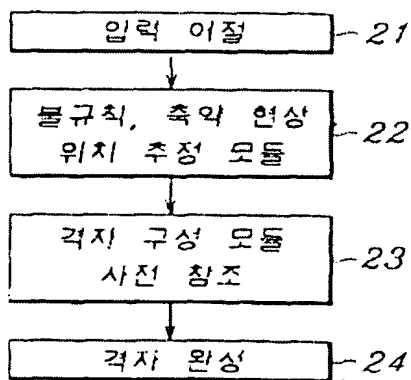 입력 어절 21
불규칙, 축약 현상 22
위치 추정 모듈
격자 구성 모듈 23
사전 참조
격자 완성 24